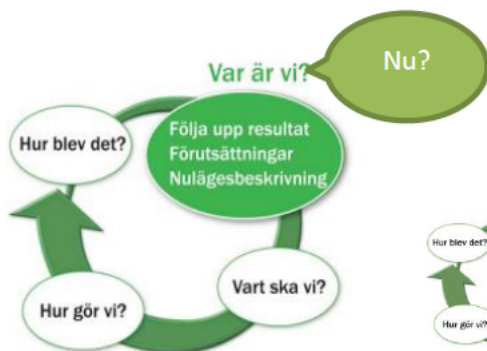 Nu?
Var är vi?
Följa upp resultat
Förutsättningar
Nulägesbeskrivning
Hur blev det?
Vart ska vi?
Hur gör vi?
Hur blev det?
Hur gör vi?